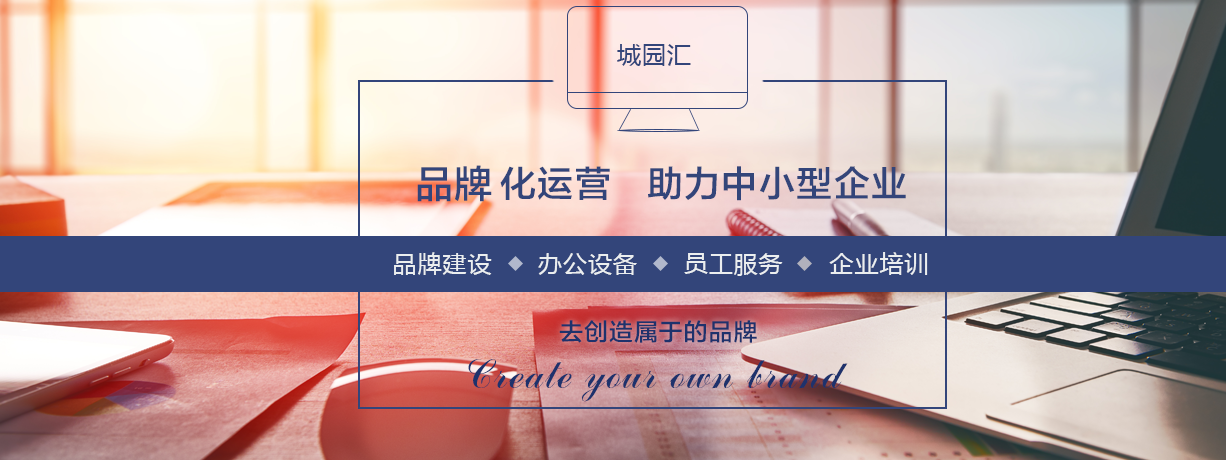 城园汇
品牌化运营 助力中小型企业
品牌建设 ◆ 办公设备 ◆ 员工服务 ◆ 企业培训
去创造属于的品牌
Create your own brand